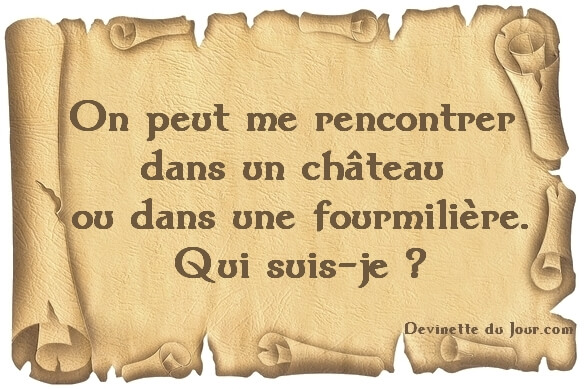 On peut me rencontrer
dans un château
ou dans une fourmilière.
Qui suis-je ?
Devinette du Jour.com